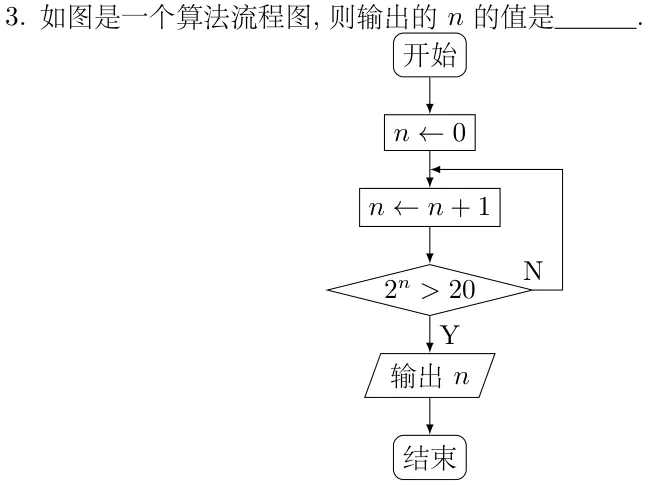 3. 如图是一个算法流程图, 则输出的 n 的值是______.
开始
n ← 0
n ← n + 1
N
2ⁿ > 20
Y
输出 n
结束